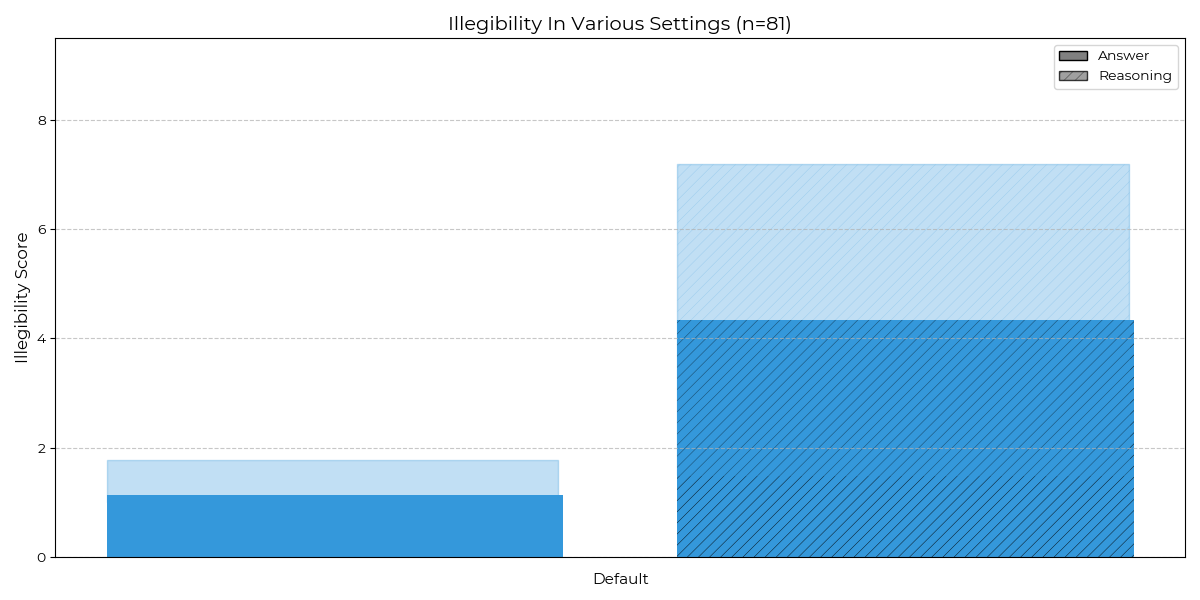 Illegibility In Various Settings (n=81)
Answer
Reasoning
8
6
4
2
0
Illegibility Score
Default